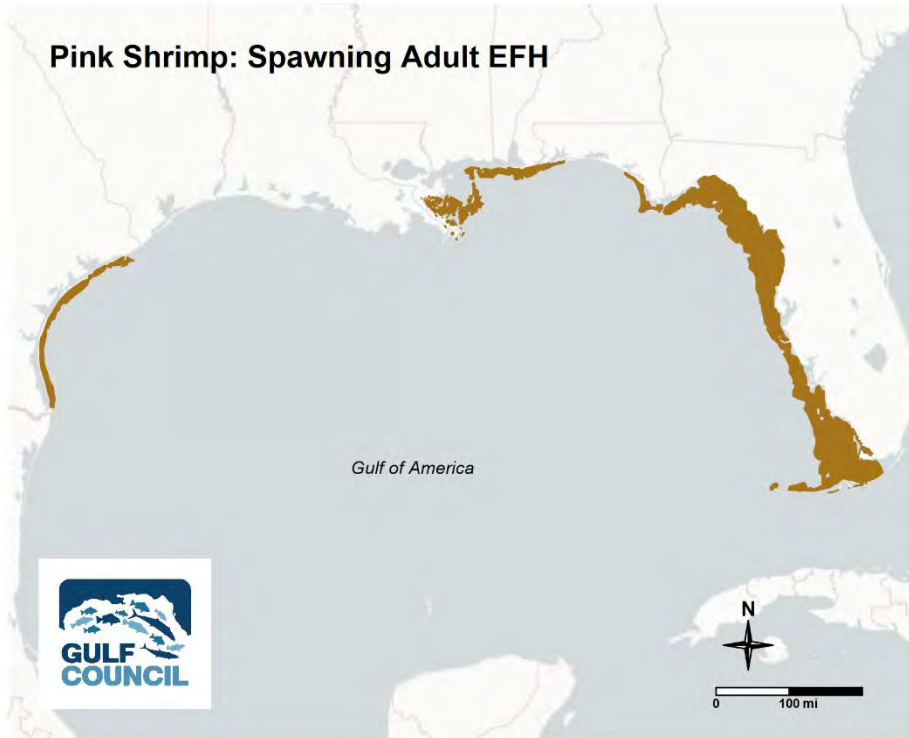 Pink Shrimp: Spawning Adult EFH
Gulf of America
GULF
COUNCIL
N
0 100 mi